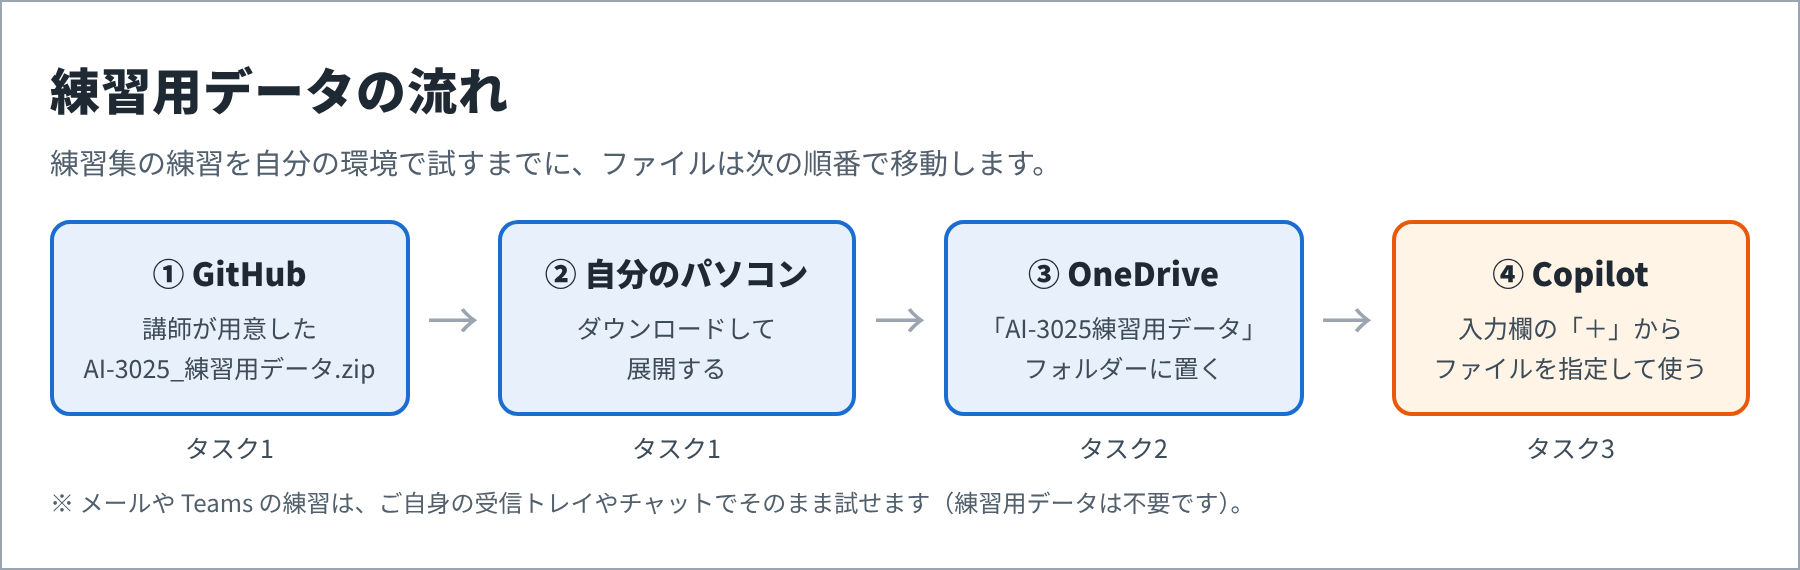 練習用データの流れ
練習集の練習を自分の環境で試すまでに、ファイルは次の順番で移動します。
① GitHub
講師が用意した
AI-3025_練習用データ.zip
タスク1
→
② 自分のパソコン
ダウンロードして
展開する
タスク1
→
③ OneDrive
「AI-3025練習用データ」
フォルダーに置く
タスク2
→
④ Copilot
入力欄の「＋」から
ファイルを指定して使う
タスク3
※ メールや Teams の練習は、ご自身の受信トレイやチャットでそのまま試せます（練習用データは不要です）。